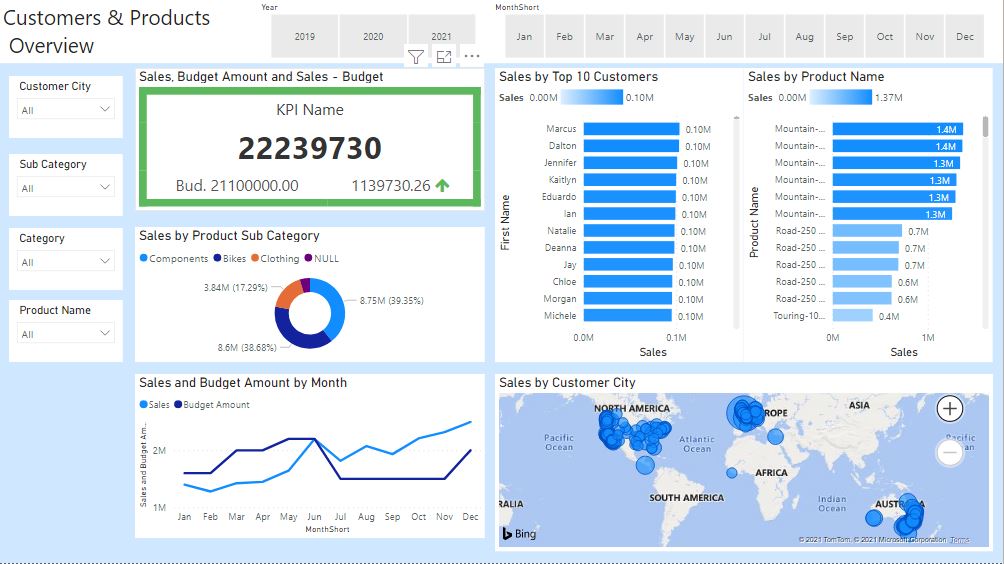 Customers & Products
Overview
Year
2019 2020 2021
MonthShort
Jan Feb Mar Apr May Jun Jul Aug Sep Oct Nov Dec
Customer City
All
Sub Category
All
Category
All
Product Name
All
Sales, Budget Amount and Sales - Budget
KPI Name
22239730
Bud. 21100000.00 1139730.26
Sales by Product Sub Category
Components Bikes Clothing NULL
3.84M (17.29%)
8.75M (39.35%)
8.6M (38.68%)
Sales and Budget Amount by Month
Sales Budget Amount
Sales and Budget Am...
2M
1M
Jan Feb Mar Apr May Jun Jul Aug Sep Oct Nov Dec
MonthShort
Sales by Top 10 Customers
Sales 0.00M 0.10M
First Name
Marcus 0.10M
Dalton 0.10M
Jennifer 0.10M
Kaitlyn 0.10M
Eduardo 0.10M
Ian 0.10M
Natalie 0.10M
Deanna 0.10M
Jay 0.10M
Chloe 0.10M
Morgan 0.10M
Michele 0.10M
0.0M 0.1M
Sales
Sales by Product Name
Sales 0.00M 1.37M
Product Name
Mountain-... 1.4M
Mountain-... 1.4M
Mountain-... 1.3M
Mountain-... 1.3M
Mountain-... 1.3M
Mountain-... 1.3M
Road-250 ... 0.7M
Road-250 ... 0.7M
Road-250 ... 0.7M
Road-250 ... 0.6M
Road-250 ... 0.6M
Touring-10... 0.4M
0M 1M
Sales
Sales by Customer City
NORTH AMERICA
ROPE
ASIA
Pacific
Ocean
Atlantic
Ocean
Pacific
Ocean
AFRICA
SOUTH AMERICA
Indian
Ocean
RALIA
AUSTRALIA
Bing
© 2021 TomTom, © 2021 Microsoft Corporation Terms